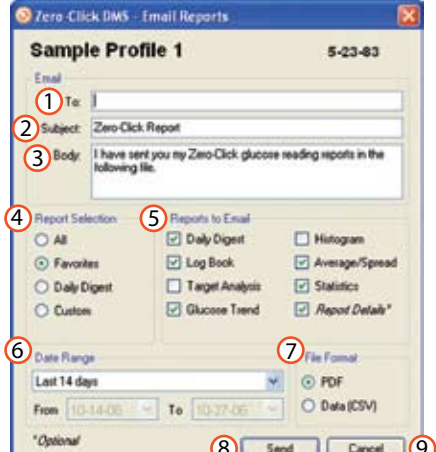 Zero-Click DMS - Email Reports
Sample Profile 1 5-23-83
Email
1 To:
2 Subject: Zero-Click Report
3 Body: I have sent you my Zero-Click glucose reading reports in the
following file.
4 Report Selection 5 Reports to Email
All Daily Digest Histogram
Favorites Log Book Average/Spread
Daily Digest Target Analysis Statistics
Custom Glucose Trend Report Details*
6 Date Range 7 File Format
Last 14 days PDF
From 10-14-06 To 10-27-06 Data (CSV)
*Optional
8 Send Cancel 9